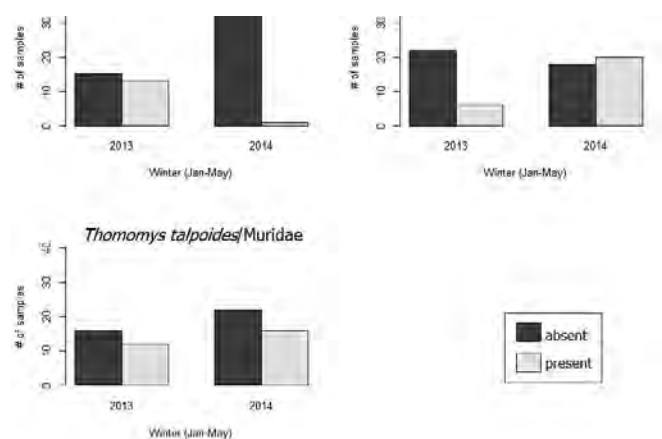 # of samples
0 10 20 30
2013 2014
Winter (Jan-May)
# of samples
0 10 20 30
2013 2014
Winter (Jan-May)
Thomomys talpoides/Muridae
# of samples
0 10 20 30 40
2013 2014
Winter (Jan-May)
absent
present